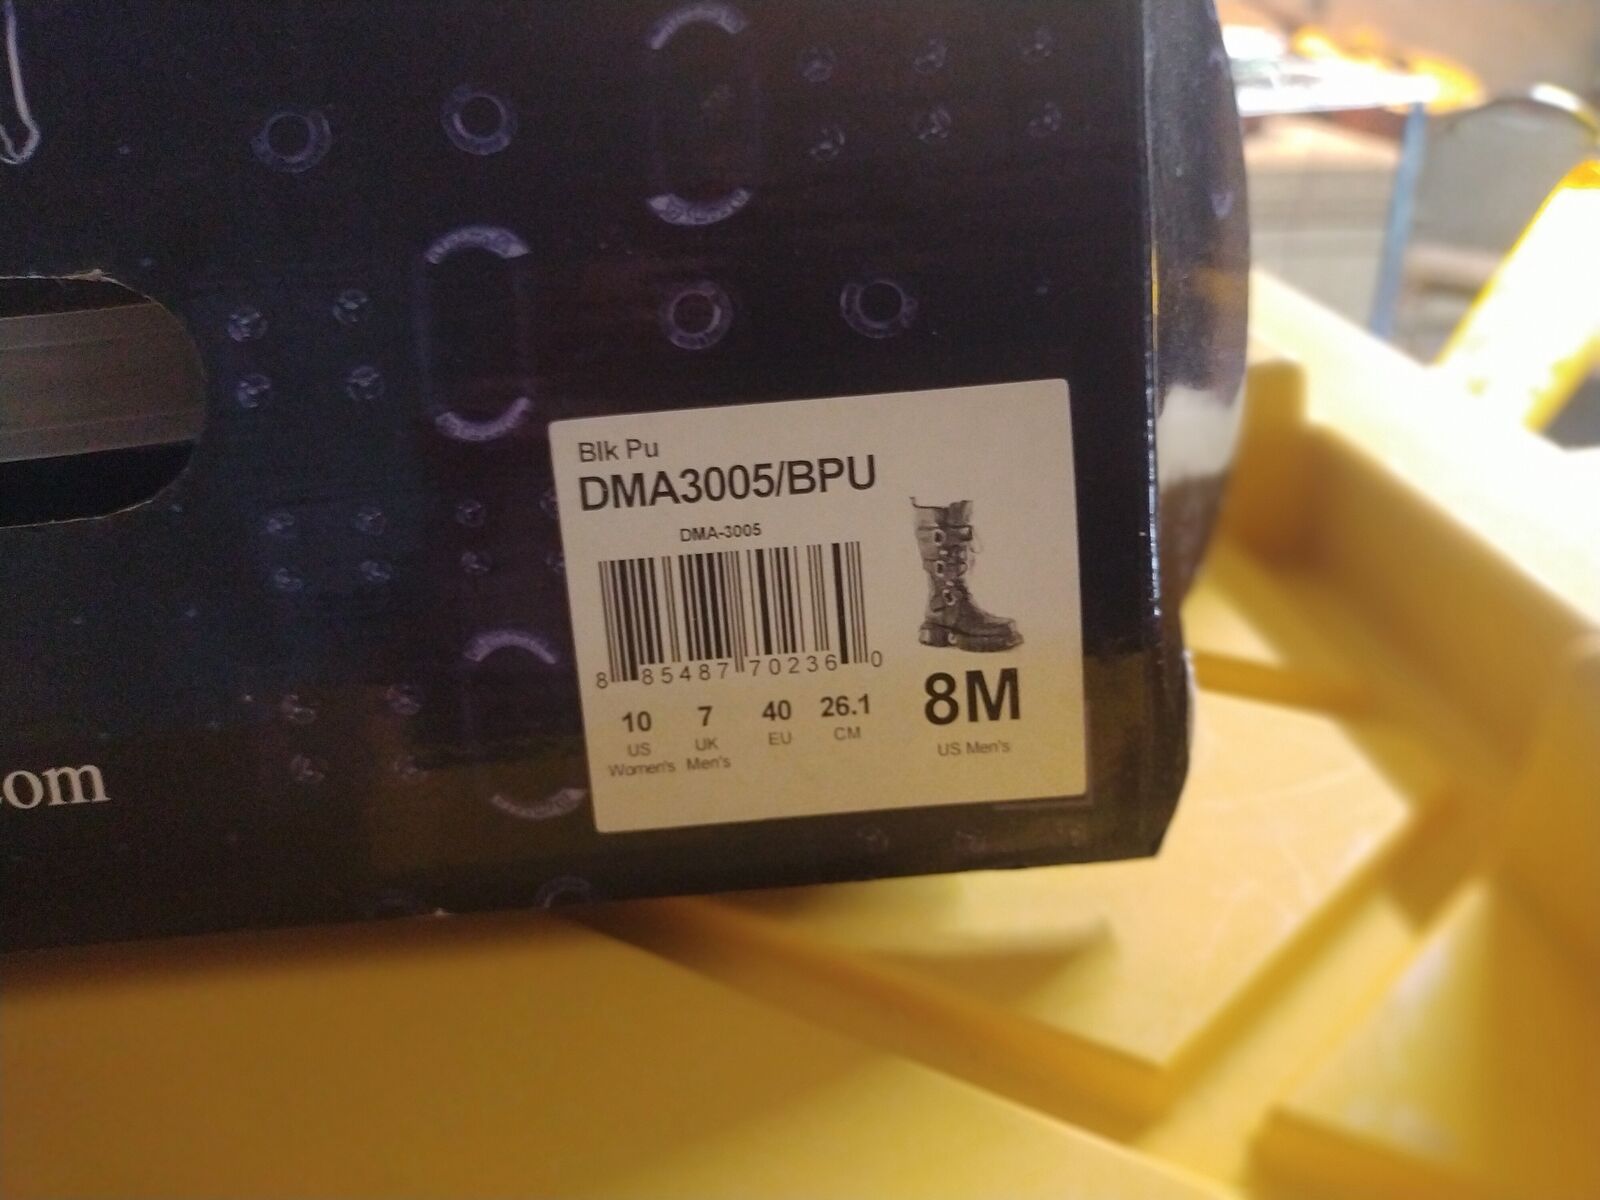 Blk Pu
DMA3005/BPU
DMA-3005
8 85487 70236 0
10 7 40 26.1 8M
US UK EU CM US Men's
Women's Men's
com